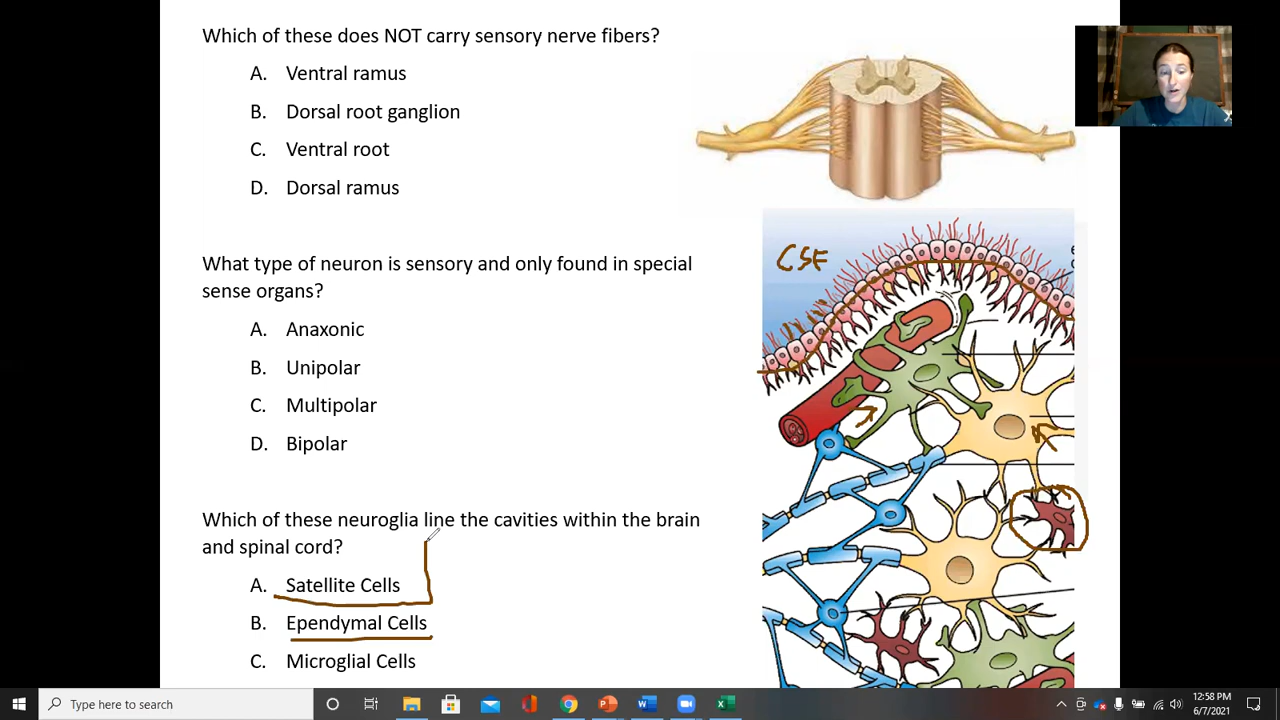 Which of these does NOT carry sensory nerve fibers?
A. Ventral ramus
B. Dorsal root ganglion
C. Ventral root
D. Dorsal ramus
What type of neuron is sensory and only found in special
sense organs?
A. Anaxonic
B. Unipolar
C. Multipolar
D. Bipolar
Which of these neuroglia line the cavities within the brain
and spinal cord?
A. Satellite Cells
B. Ependymal Cells
C. Microglial Cells
CSF
Type here to search
12:58 PM
6/7/2021